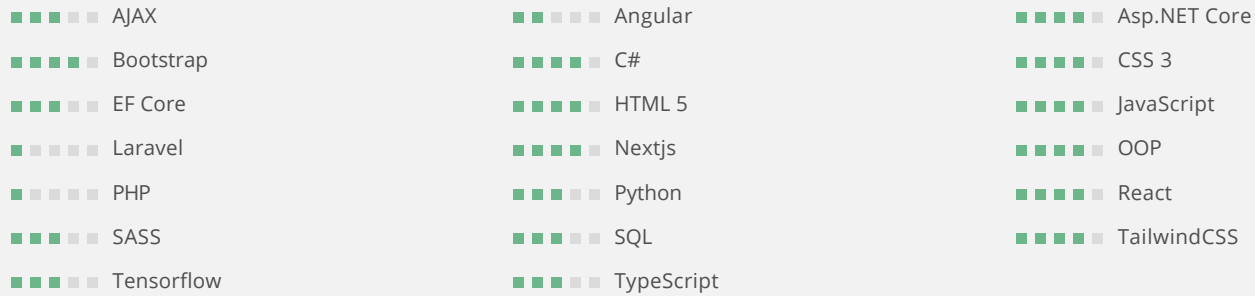 AJAX
Angular
Asp.NET Core
Bootstrap
C#
CSS 3
EF Core
HTML 5
JavaScript
Laravel
Nextjs
OOP
PHP
Python
React
SASS
SQL
TailwindCSS
Tensorflow
TypeScript